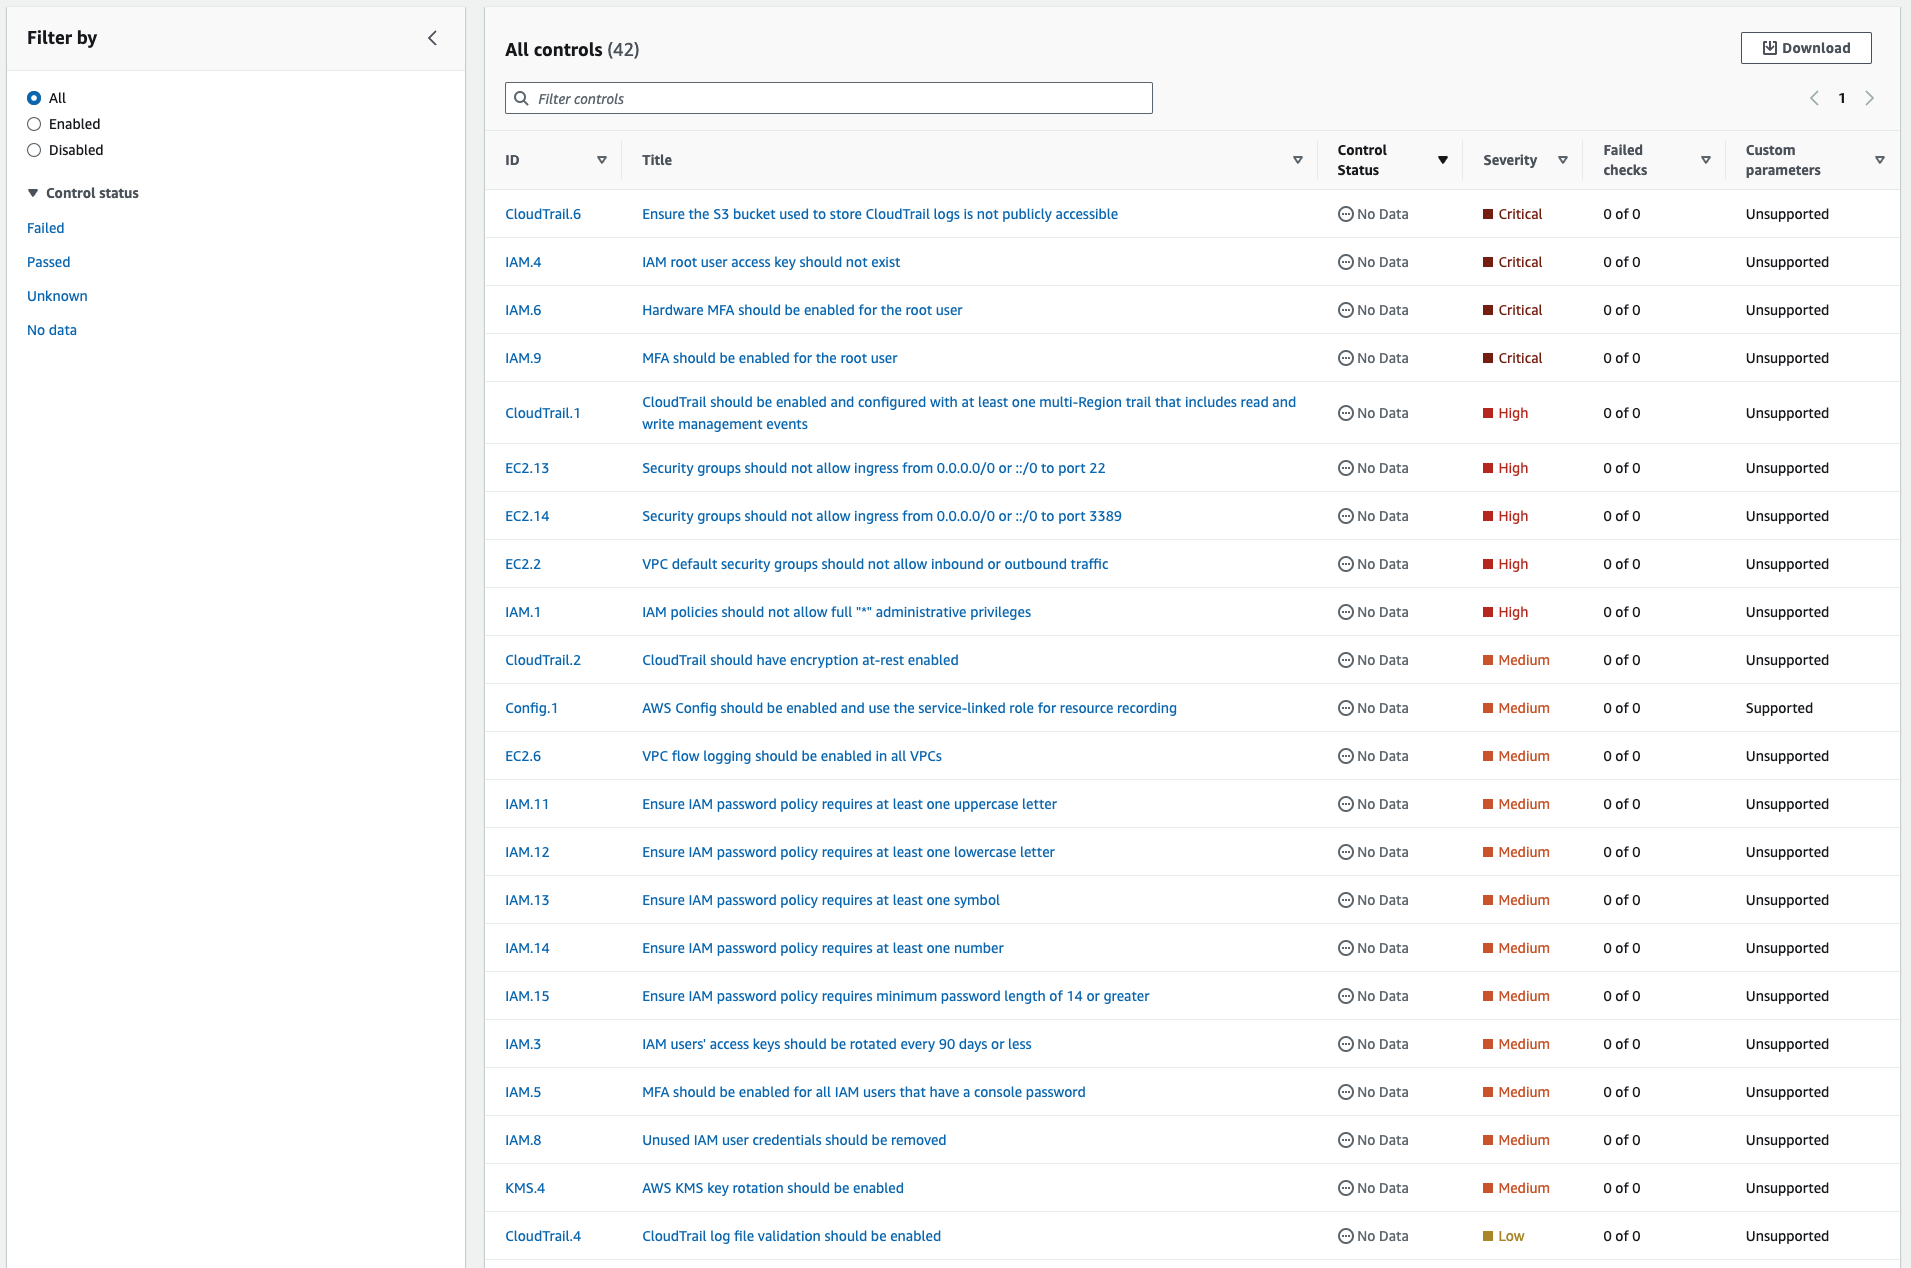 Filter by
All
Enabled
Disabled
Control status
Failed
Passed
Unknown
No data
All controls (42)
Download
Filter controls
1
ID Title Control Status Severity Failed checks Custom parameters
CloudTrail.6 Ensure the S3 bucket used to store CloudTrail logs is not publicly accessible No Data Critical 0 of 0 Unsupported
IAM.4 IAM root user access key should not exist No Data Critical 0 of 0 Unsupported
IAM.6 Hardware MFA should be enabled for the root user No Data Critical 0 of 0 Unsupported
IAM.9 MFA should be enabled for the root user No Data Critical 0 of 0 Unsupported
CloudTrail.1 CloudTrail should be enabled and configured with at least one multi-Region trail that includes read and
write management events No Data High 0 of 0 Unsupported
EC2.13 Security groups should not allow ingress from 0.0.0.0/0 or ::/0 to port 22 No Data High 0 of 0 Unsupported
EC2.14 Security groups should not allow ingress from 0.0.0.0/0 or ::/0 to port 3389 No Data High 0 of 0 Unsupported
EC2.2 VPC default security groups should not allow inbound or outbound traffic No Data High 0 of 0 Unsupported
IAM.1 IAM policies should not allow full "*" administrative privileges No Data High 0 of 0 Unsupported
CloudTrail.2 CloudTrail should have encryption at-rest enabled No Data Medium 0 of 0 Unsupported
Config.1 AWS Config should be enabled and use the service-linked role for resource recording No Data Medium 0 of 0 Supported
EC2.6 VPC flow logging should be enabled in all VPCs No Data Medium 0 of 0 Unsupported
IAM.11 Ensure IAM password policy requires at least one uppercase letter No Data Medium 0 of 0 Unsupported
IAM.12 Ensure IAM password policy requires at least one lowercase letter No Data Medium 0 of 0 Unsupported
IAM.13 Ensure IAM password policy requires at least one symbol No Data Medium 0 of 0 Unsupported
IAM.14 Ensure IAM password policy requires at least one number No Data Medium 0 of 0 Unsupported
IAM.15 Ensure IAM password policy requires minimum password length of 14 or greater No Data Medium 0 of 0 Unsupported
IAM.3 IAM users' access keys should be rotated every 90 days or less No Data Medium 0 of 0 Unsupported
IAM.5 MFA should be enabled for all IAM users that have a console password No Data Medium 0 of 0 Unsupported
IAM.8 Unused IAM user credentials should be removed No Data Medium 0 of 0 Unsupported
KMS.4 AWS KMS key rotation should be enabled No Data Medium 0 of 0 Unsupported
CloudTrail.4 CloudTrail log file validation should be enabled No Data Low 0 of 0 Unsupported